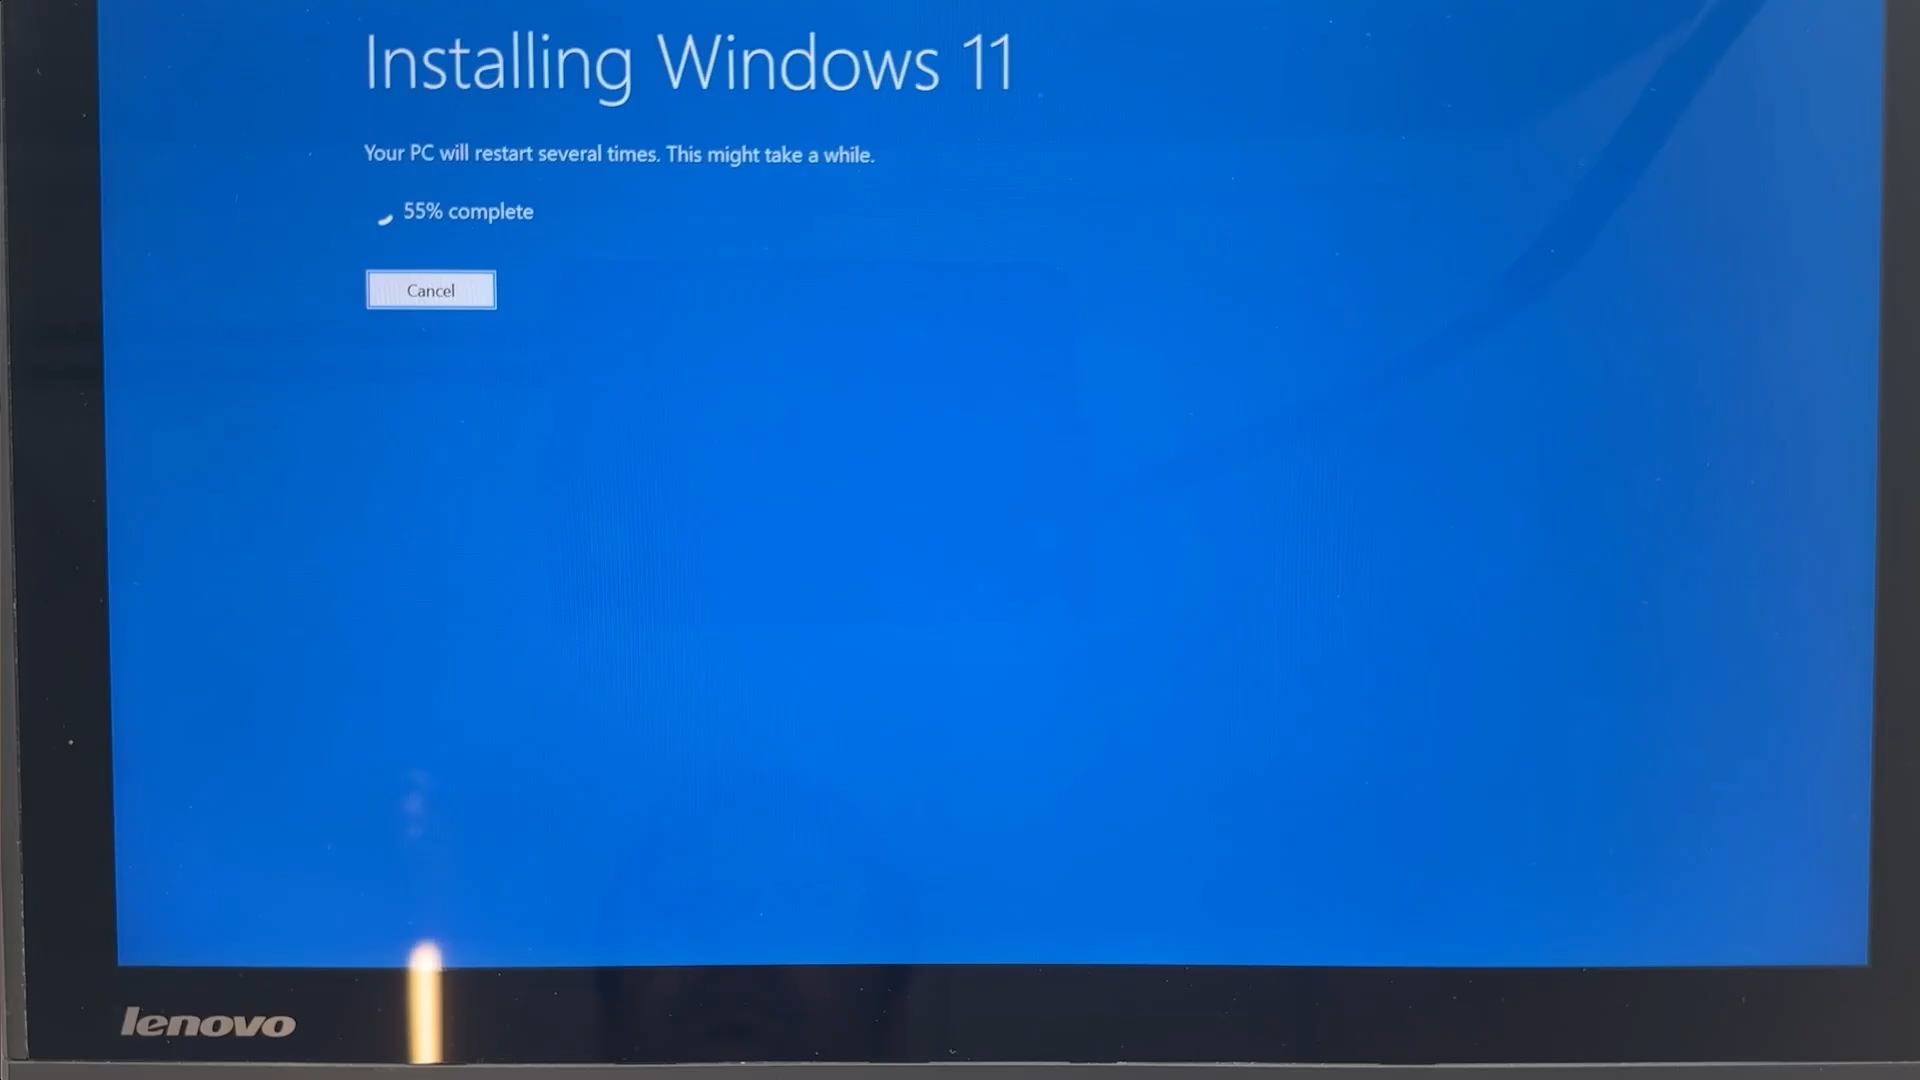 Installing Windows 11
Your PC will restart several times. This might take a while.
55% complete
Cancel
lenovo